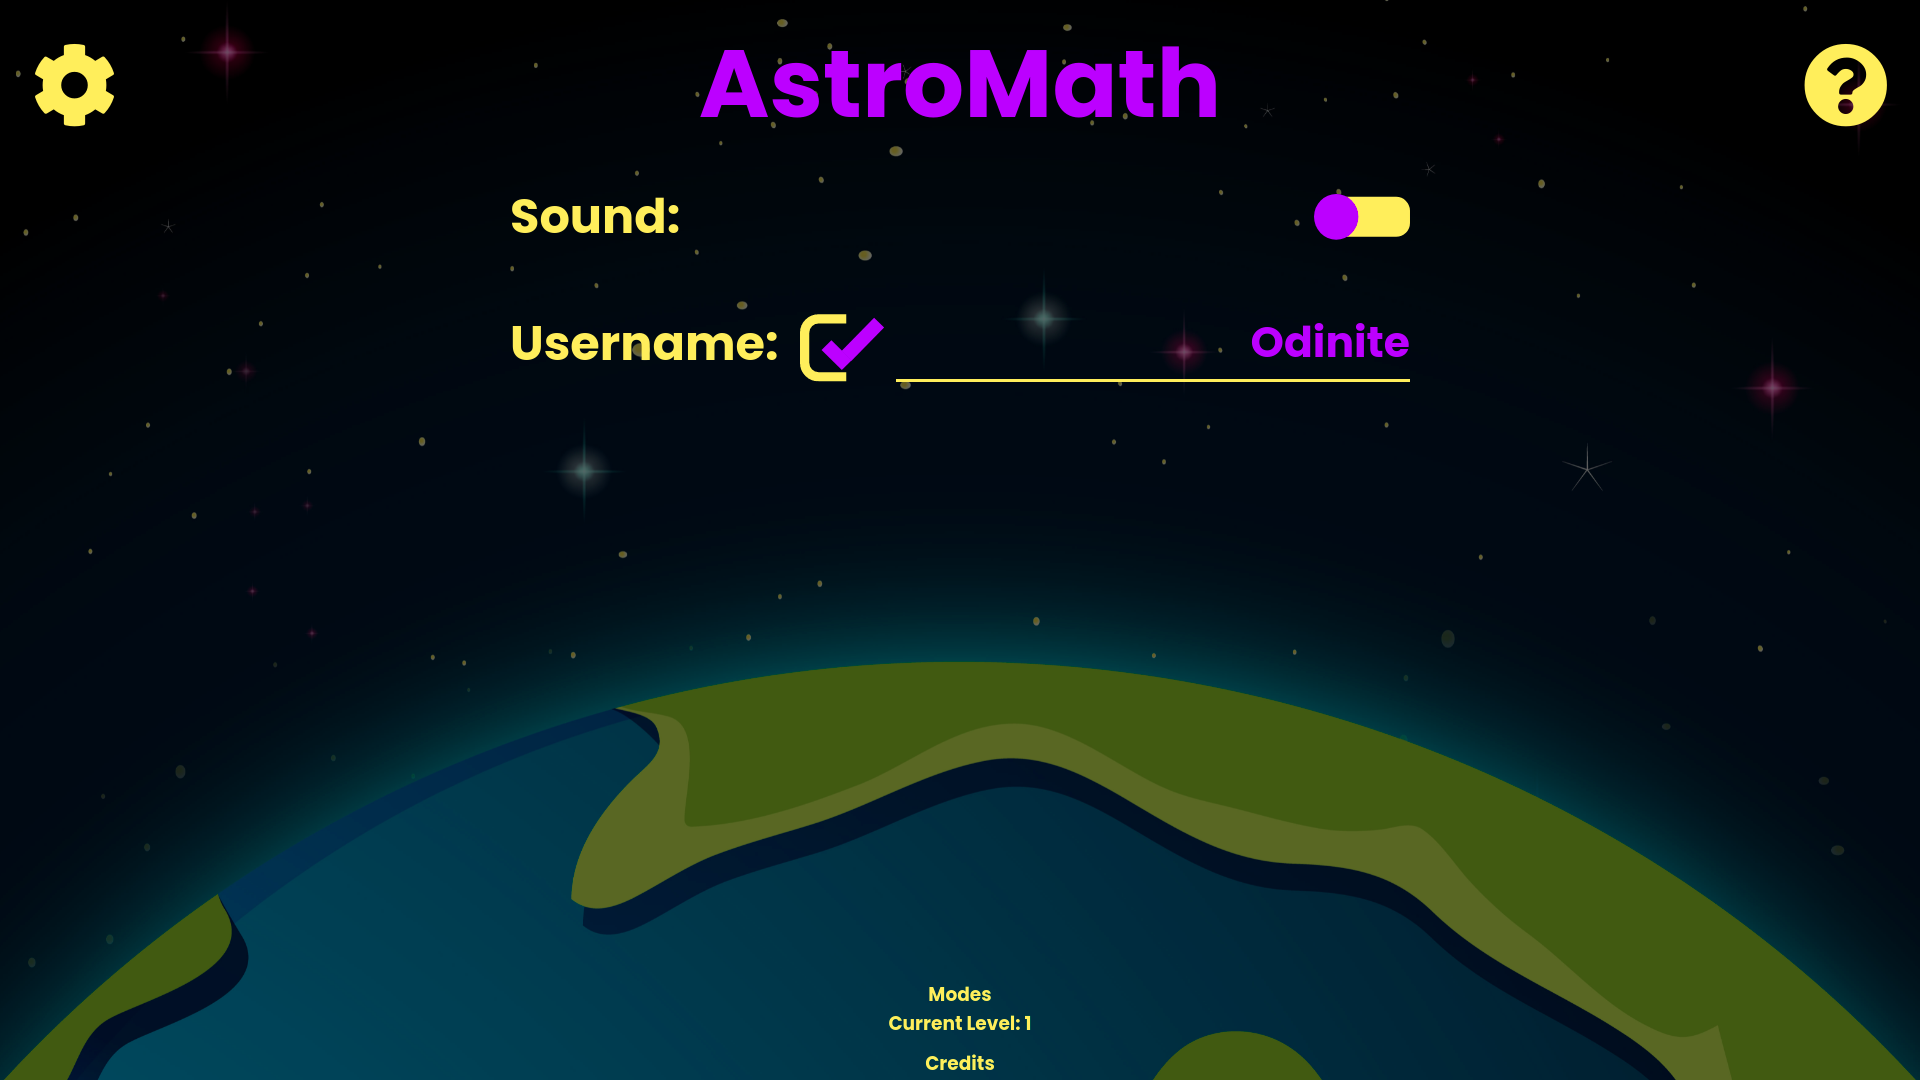 AstroMath
Sound:
Username: Odinite
Modes
Current Level: 1
Credits